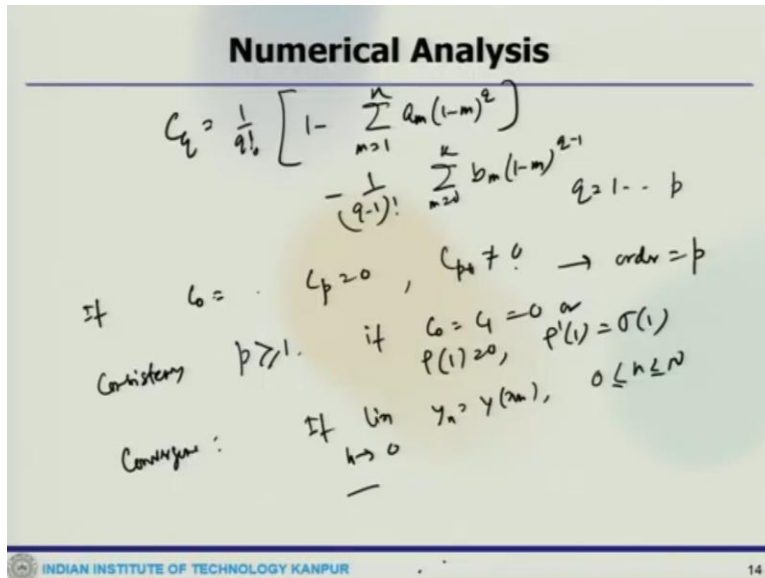 Numerical Analysis
C_q = 1/q! [ 1 - Σ_{m=1}^{k} a_m (1-m)^q ]
- 1/(q-1)! Σ_{m=0}^{k} b_m (1-m)^{q-1} q = 1 -- p
If C_0 = . C_p = 0 , C_{p+1} ≠ 0 → order = p
Consistency p ≥ 1. if C_0 = C_1 = 0 or
ρ(1) = 0, ρ'(1) = σ(1)
Convergence : If lim_{h→0} y_n = y(x_n), 0 ≤ n ≤ N
INDIAN INSTITUTE OF TECHNOLOGY KANPUR
14